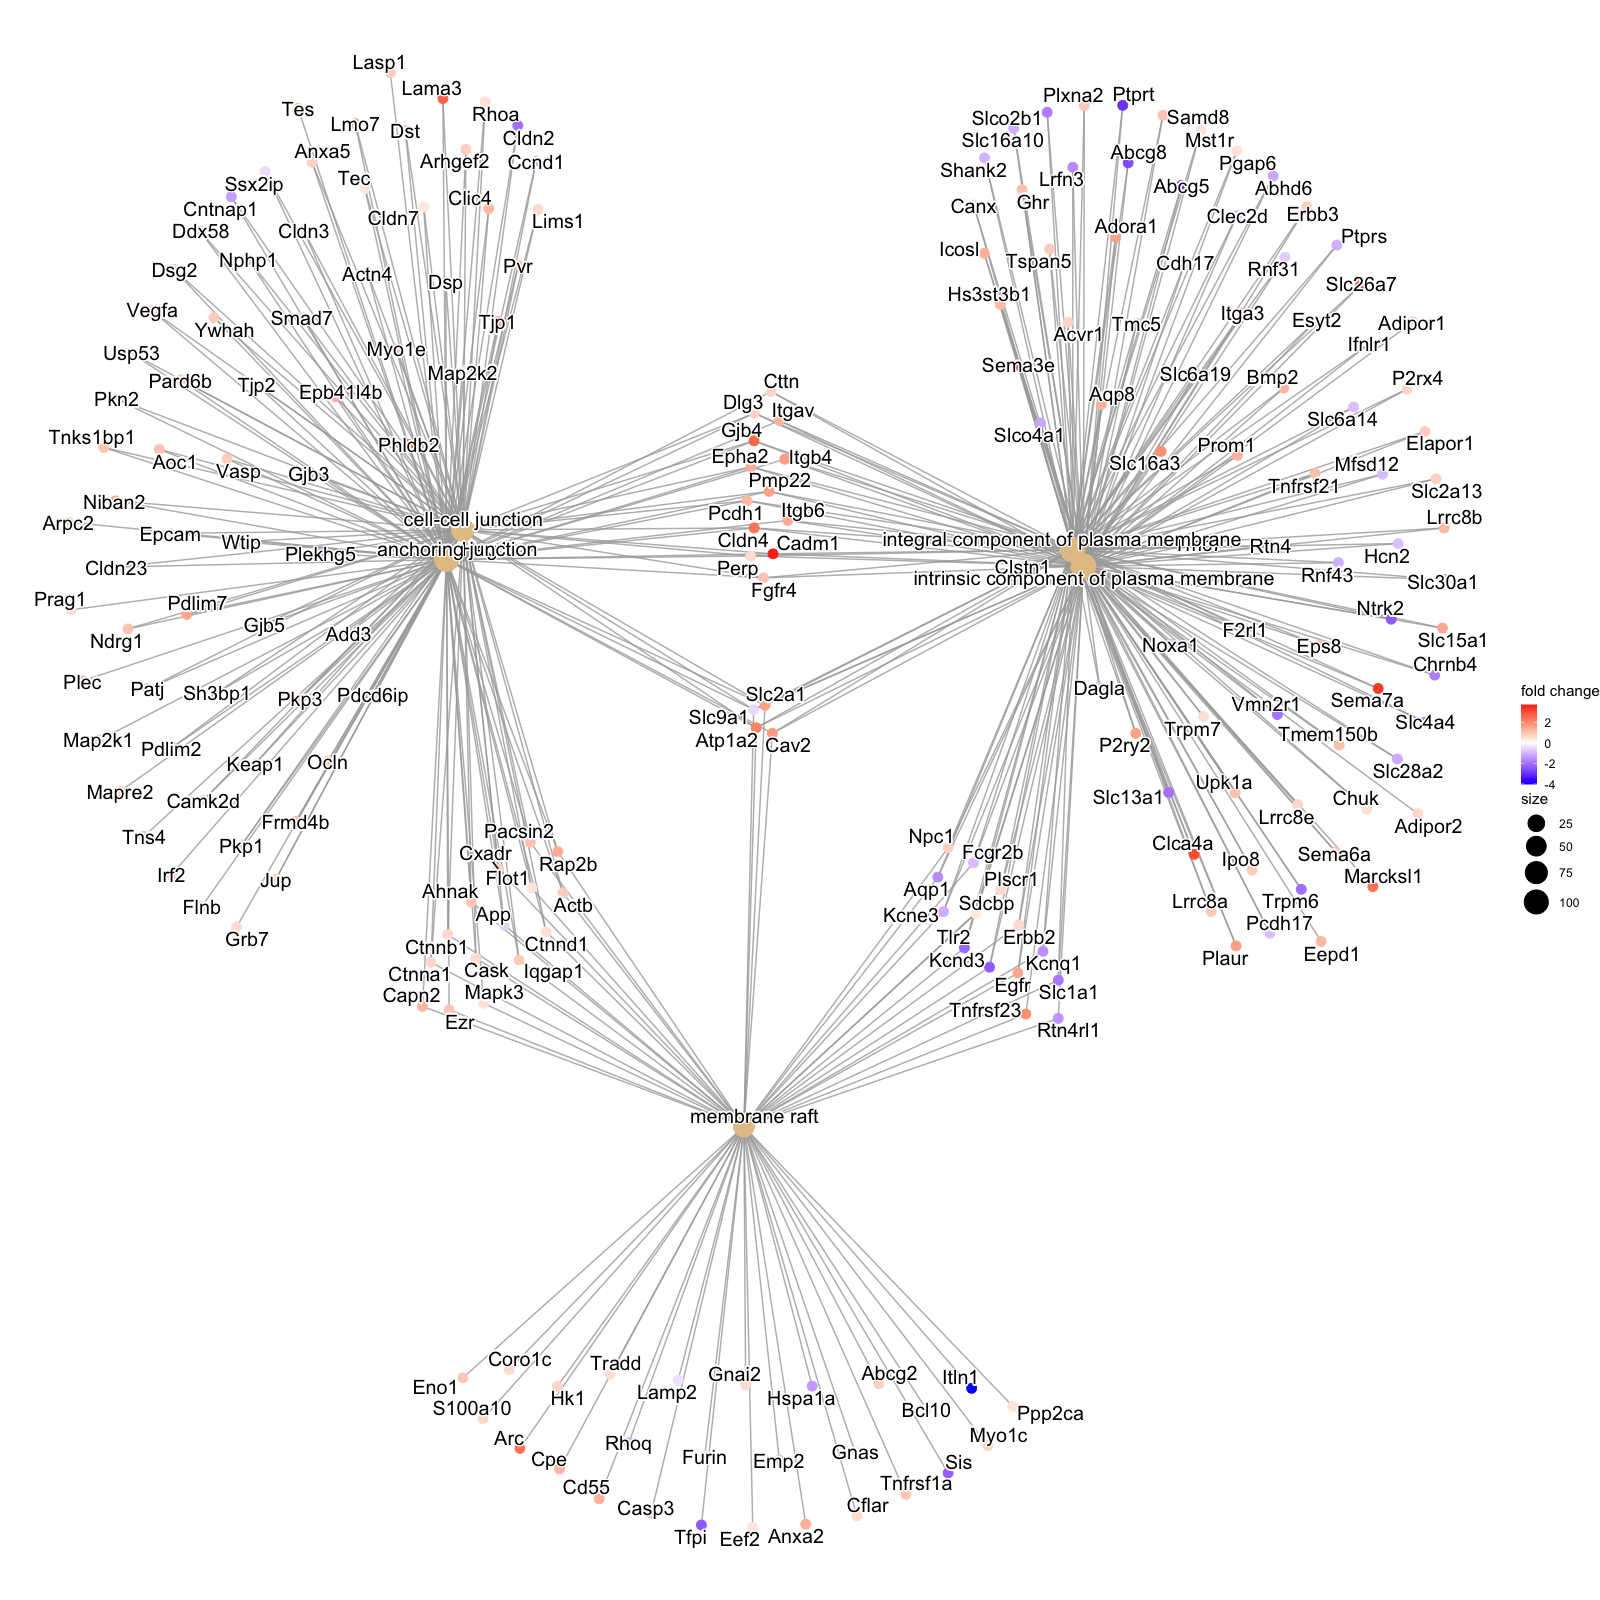 Lasp1
Lama3
Tes
Lmo7
Dst
Rhoa
Cldn2
Anxa5
Arhgef2
Ccnd1
Ssx2ip
Tec
Clic4
Cntnap1
Cldn7
Lims1
Ddx58
Cldn3
Nphp1
Dsg2
Actn4
Dsp
Pvr
Vegfa
Ywhah
Smad7
Tjp1
Usp53
Myo1e
Pard6b
Tjp2
Epb41l4b
Map2k2
Pkn2
Tnks1bp1
Aoc1
Vasp
Gjb3
Phldb2
Niban2
Arpc2
Epcam
Wtip
Plekhg5
cell-cell junction
anchoring junction
Cldn23
Prag1
Pdlim7
Ndrg1
Gjb5
Add3
Plec
Patj
Sh3bp1
Pkp3
Pdcd6ip
Map2k1
Pdlim2
Keap1
Ocln
Mapre2
Camk2d
Tns4
Pkp1
Frmd4b
Irf2
Jup
Flnb
Grb7
Cttn
Dlg3
Itgav
Gjb4
Epha2
Itgb4
Pmp22
Pcdh1
Itgb6
Cldn4
Cadm1
Perp
Fgfr4
Slc2a1
Slc9a1
Atp1a2
Cav2
Plxna2
Ptprt
Slco2b1
Samd8
Slc16a10
Mst1r
Shank2
Lrfn3
Abcg8
Pgap6
Abcg5
Abhd6
Canx
Ghr
Clec2d
Erbb3
Adora1
Ptprs
Icosl
Tspan5
Cdh17
Rnf31
Slc26a7
Hs3st3b1
Acvr1
Tmc5
Itga3
Esyt2
Adipor1
Ifnlr1
Sema3e
Slc6a19
Bmp2
P2rx4
Aqp8
Slc6a14
Slco4a1
Prom1
Elapor1
Slc16a3
Mfsd12
Tnfrsf21
Slc2a13
Lrrc8b
integral component of plasma membrane
Rtn4
Hcn2
Clstn1
intrinsic component of plasma membrane
Rnf43
Slc30a1
Ntrk2
Noxa1
F2rl1
Eps8
Slc15a1
Chrnb4
Dagla
Vmn2r1
Sema7a
Slc4a4
P2ry2
Trpm7
Tmem150b
Slc28a2
Slc13a1
Upk1a
Lrrc8e
Chuk
Adipor2
Clca4a
Ipo8
Sema6a
Marcksl1
Lrrc8a
Trpm6
Pcdh17
Plaur
Eepd1
fold change
2
0
-2
-4
size
25
50
75
100
Pacsin2
Cxadr
Rap2b
Flot1
Ahnak
App
Actb
Ctnnb1
Ctnnd1
Ctnna1
Cask
Iqgap1
Capn2
Mapk3
Ezr
Npc1
Fcgr2b
Aqp1
Plscr1
Kcne3
Sdcbp
Tlr2
Erbb2
Kcnd3
Kcnq1
Egfr
Slc1a1
Tnfrsf23
Rtn4rl1
membrane raft
Coro1c
Tradd
Eno1
Hk1
Lamp2
Gnai2
Hspa1a
Abcg2
Itln1
S100a10
Bcl10
Ppp2ca
Arc
Rhoq
Myo1c
Cpe
Furin
Emp2
Gnas
Sis
Cd55
Tnfrsf1a
Casp3
Cflar
Tfpi
Eef2
Anxa2